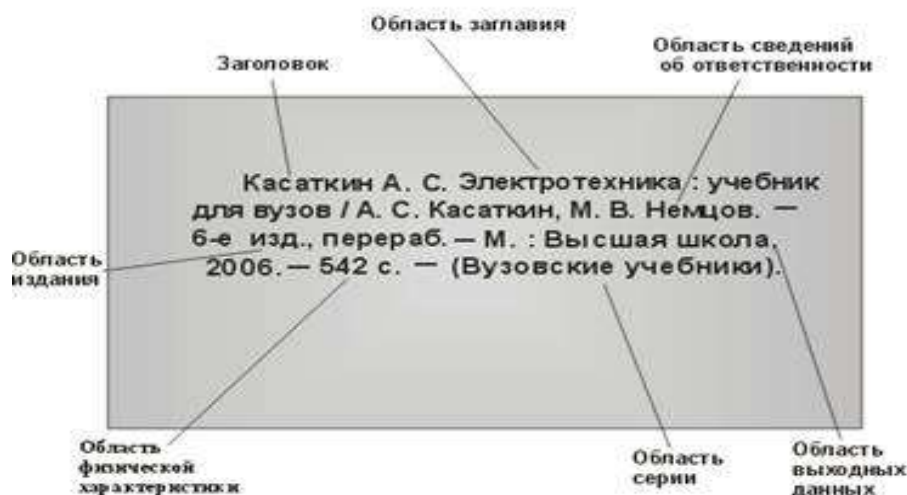 Область заглавия
Заголовок
Область сведений
об ответственности
Касаткин А. С. Электротехника : учебник
для вузов / А. С. Касаткин, М. В. Немцов. —
6-е изд., перераб. — М. : Высшая школа,
2006. — 542 с. — (Вузовские учебники).
Область
издания
Область
физической
характеристики
Область
серии
Область
выходных
данных